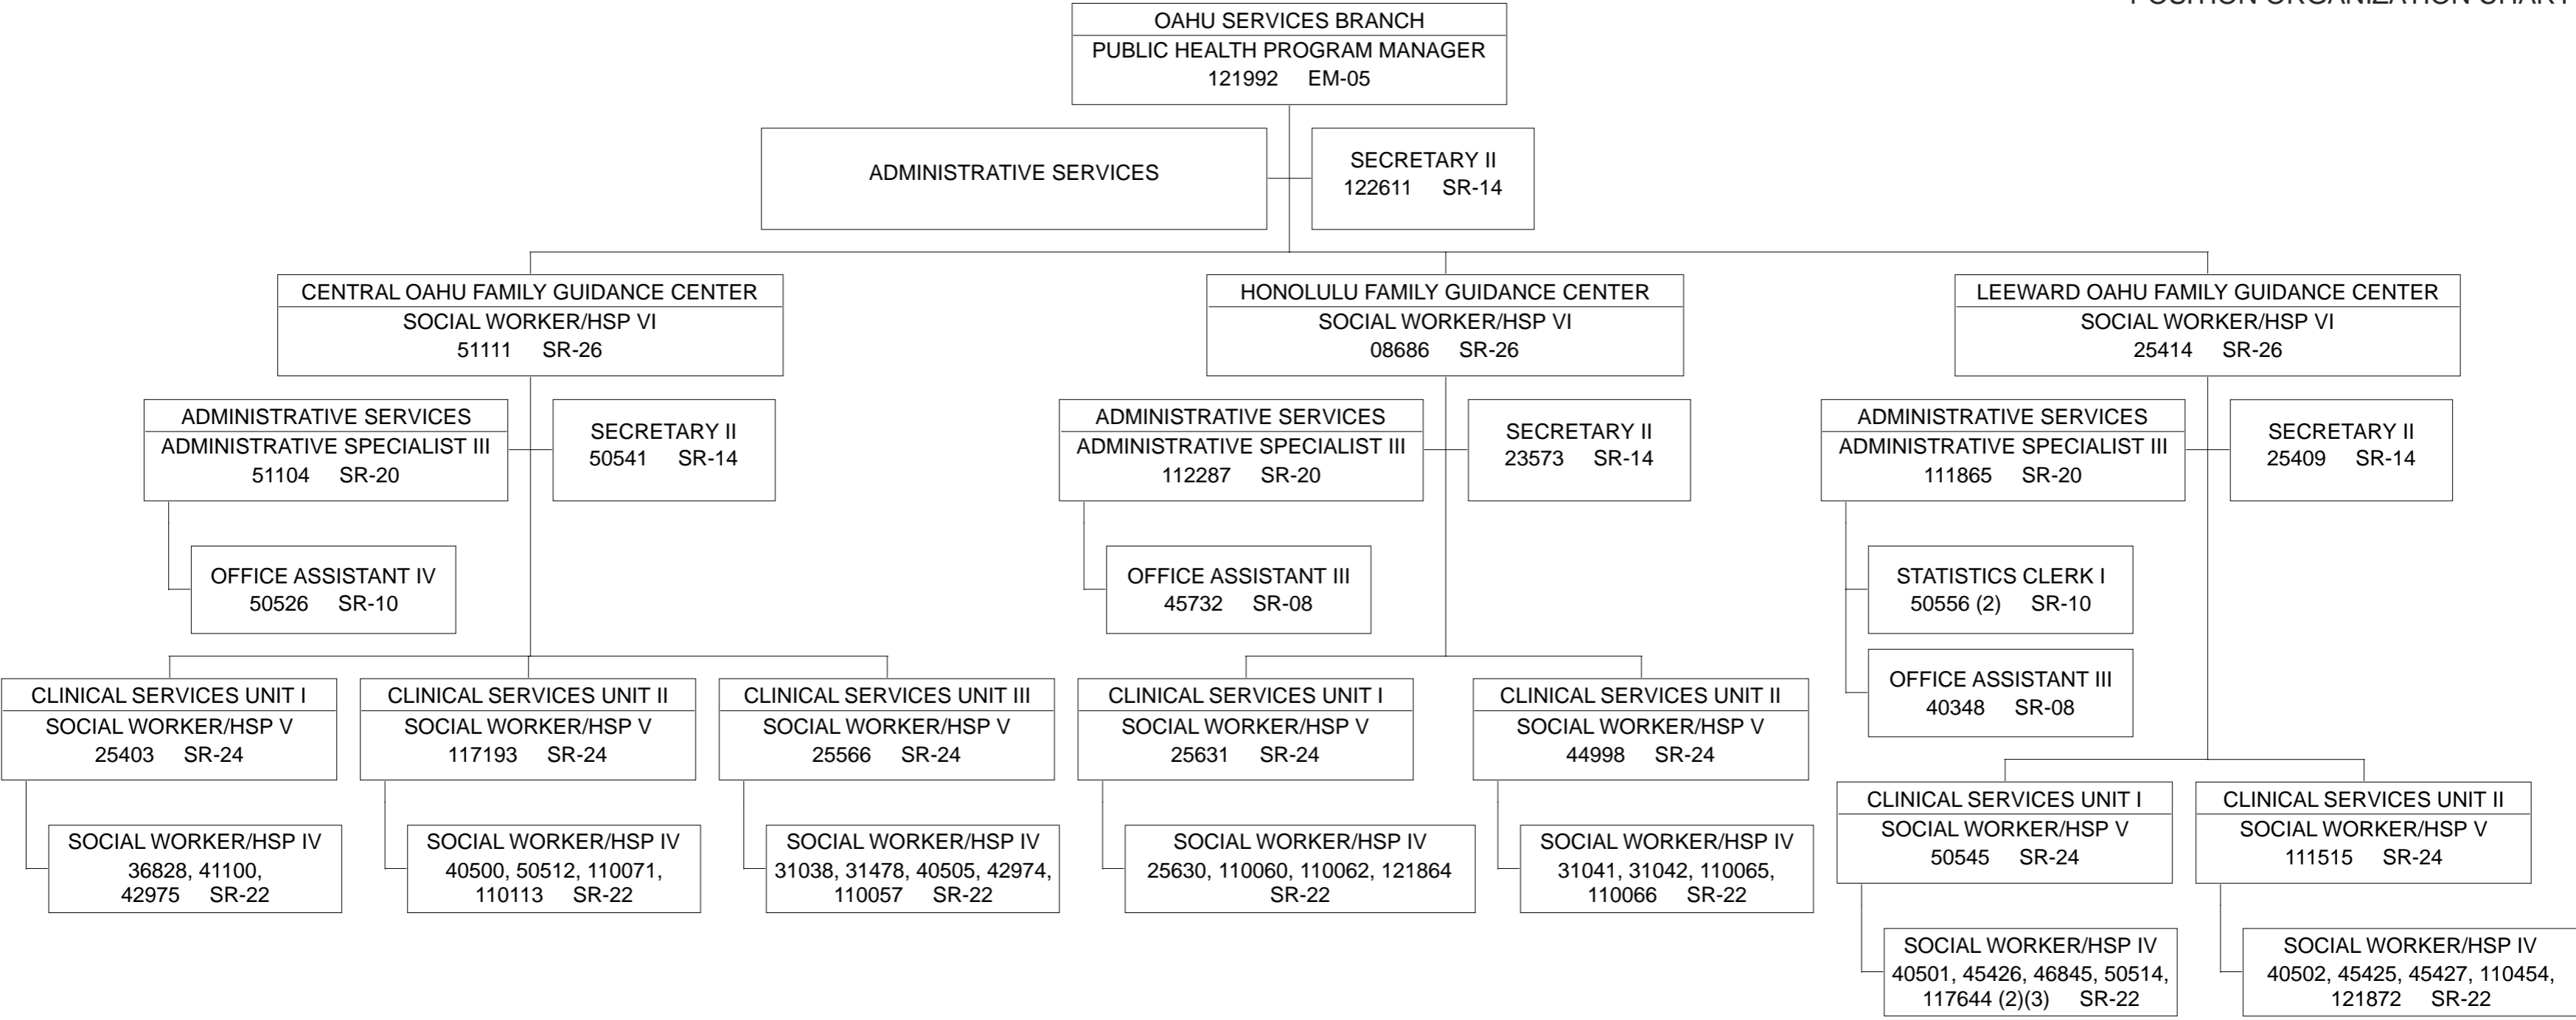 POSITION ORGANIZATION CHART
OAHU SERVICES BRANCH
PUBLIC HEALTH PROGRAM MANAGER
121992 EM-05
ADMINISTRATIVE SERVICES
SECRETARY II
122611 SR-14
CENTRAL OAHU FAMILY GUIDANCE CENTER
SOCIAL WORKER/HSP VI
51111 SR-26
HONOLULU FAMILY GUIDANCE CENTER
SOCIAL WORKER/HSP VI
08686 SR-26
LEEWARD OAHU FAMILY GUIDANCE CENTER
SOCIAL WORKER/HSP VI
25414 SR-26
ADMINISTRATIVE SERVICES
ADMINISTRATIVE SPECIALIST III
51104 SR-20
SECRETARY II
50541 SR-14
ADMINISTRATIVE SERVICES
ADMINISTRATIVE SPECIALIST III
112287 SR-20
SECRETARY II
23573 SR-14
ADMINISTRATIVE SERVICES
ADMINISTRATIVE SPECIALIST III
111865 SR-20
SECRETARY II
25409 SR-14
OFFICE ASSISTANT IV
50526 SR-10
OFFICE ASSISTANT III
45732 SR-08
STATISTICS CLERK I
50556 (2) SR-10
OFFICE ASSISTANT III
40348 SR-08
CLINICAL SERVICES UNIT I
SOCIAL WORKER/HSP V
25403 SR-24
CLINICAL SERVICES UNIT II
SOCIAL WORKER/HSP V
117193 SR-24
CLINICAL SERVICES UNIT III
SOCIAL WORKER/HSP V
25566 SR-24
CLINICAL SERVICES UNIT I
SOCIAL WORKER/HSP V
25631 SR-24
CLINICAL SERVICES UNIT II
SOCIAL WORKER/HSP V
44998 SR-24
CLINICAL SERVICES UNIT I
SOCIAL WORKER/HSP V
50545 SR-24
CLINICAL SERVICES UNIT II
SOCIAL WORKER/HSP V
111515 SR-24
SOCIAL WORKER/HSP IV
36828, 41100,
42975 SR-22
SOCIAL WORKER/HSP IV
40500, 50512, 110071,
110113 SR-22
SOCIAL WORKER/HSP IV
31038, 31478, 40505, 42974,
110057 SR-22
SOCIAL WORKER/HSP IV
25630, 110060, 110062, 121864
SR-22
SOCIAL WORKER/HSP IV
31041, 31042, 110065,
110066 SR-22
SOCIAL WORKER/HSP IV
40501, 45426, 46845, 50514,
117644 (2)(3) SR-22
SOCIAL WORKER/HSP IV
40502, 45425, 45427, 110454,
121872 SR-22